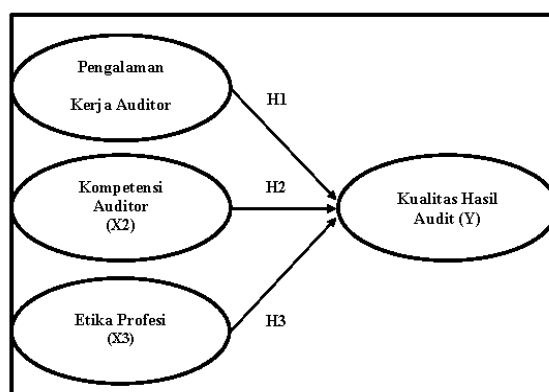 Pengalaman
Kerja Auditor
H1
Kompetensi
Auditor
(X2)
H2
Kualitas Hasil
Audit (Y)
Etika Profesi
(X3)
H3